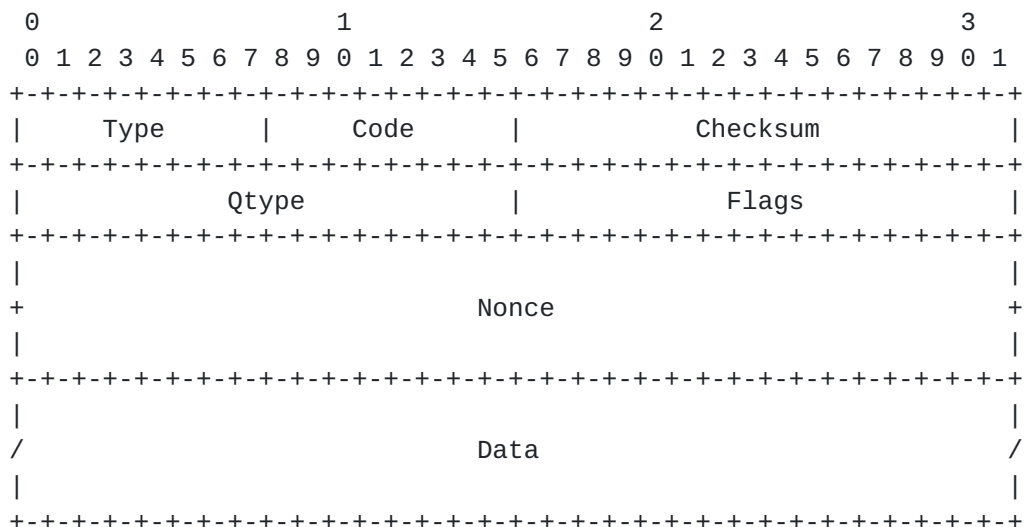 0                   1                   2                   3
 0 1 2 3 4 5 6 7 8 9 0 1 2 3 4 5 6 7 8 9 0 1 2 3 4 5 6 7 8 9 0 1
+-+-+-+-+-+-+-+-+-+-+-+-+-+-+-+-+-+-+-+-+-+-+-+-+-+-+-+-+-+-+-+-+
|     Type      |     Code      |           Checksum            |
+-+-+-+-+-+-+-+-+-+-+-+-+-+-+-+-+-+-+-+-+-+-+-+-+-+-+-+-+-+-+-+-+
|             Qtype             |             Flags             |
+-+-+-+-+-+-+-+-+-+-+-+-+-+-+-+-+-+-+-+-+-+-+-+-+-+-+-+-+-+-+-+-+
|                                                               |
+                             Nonce                             +
|                                                               |
+-+-+-+-+-+-+-+-+-+-+-+-+-+-+-+-+-+-+-+-+-+-+-+-+-+-+-+-+-+-+-+-+
|                                                               |
/                             Data                              /
|                                                               |
+-+-+-+-+-+-+-+-+-+-+-+-+-+-+-+-+-+-+-+-+-+-+-+-+-+-+-+-+-+-+-+-+